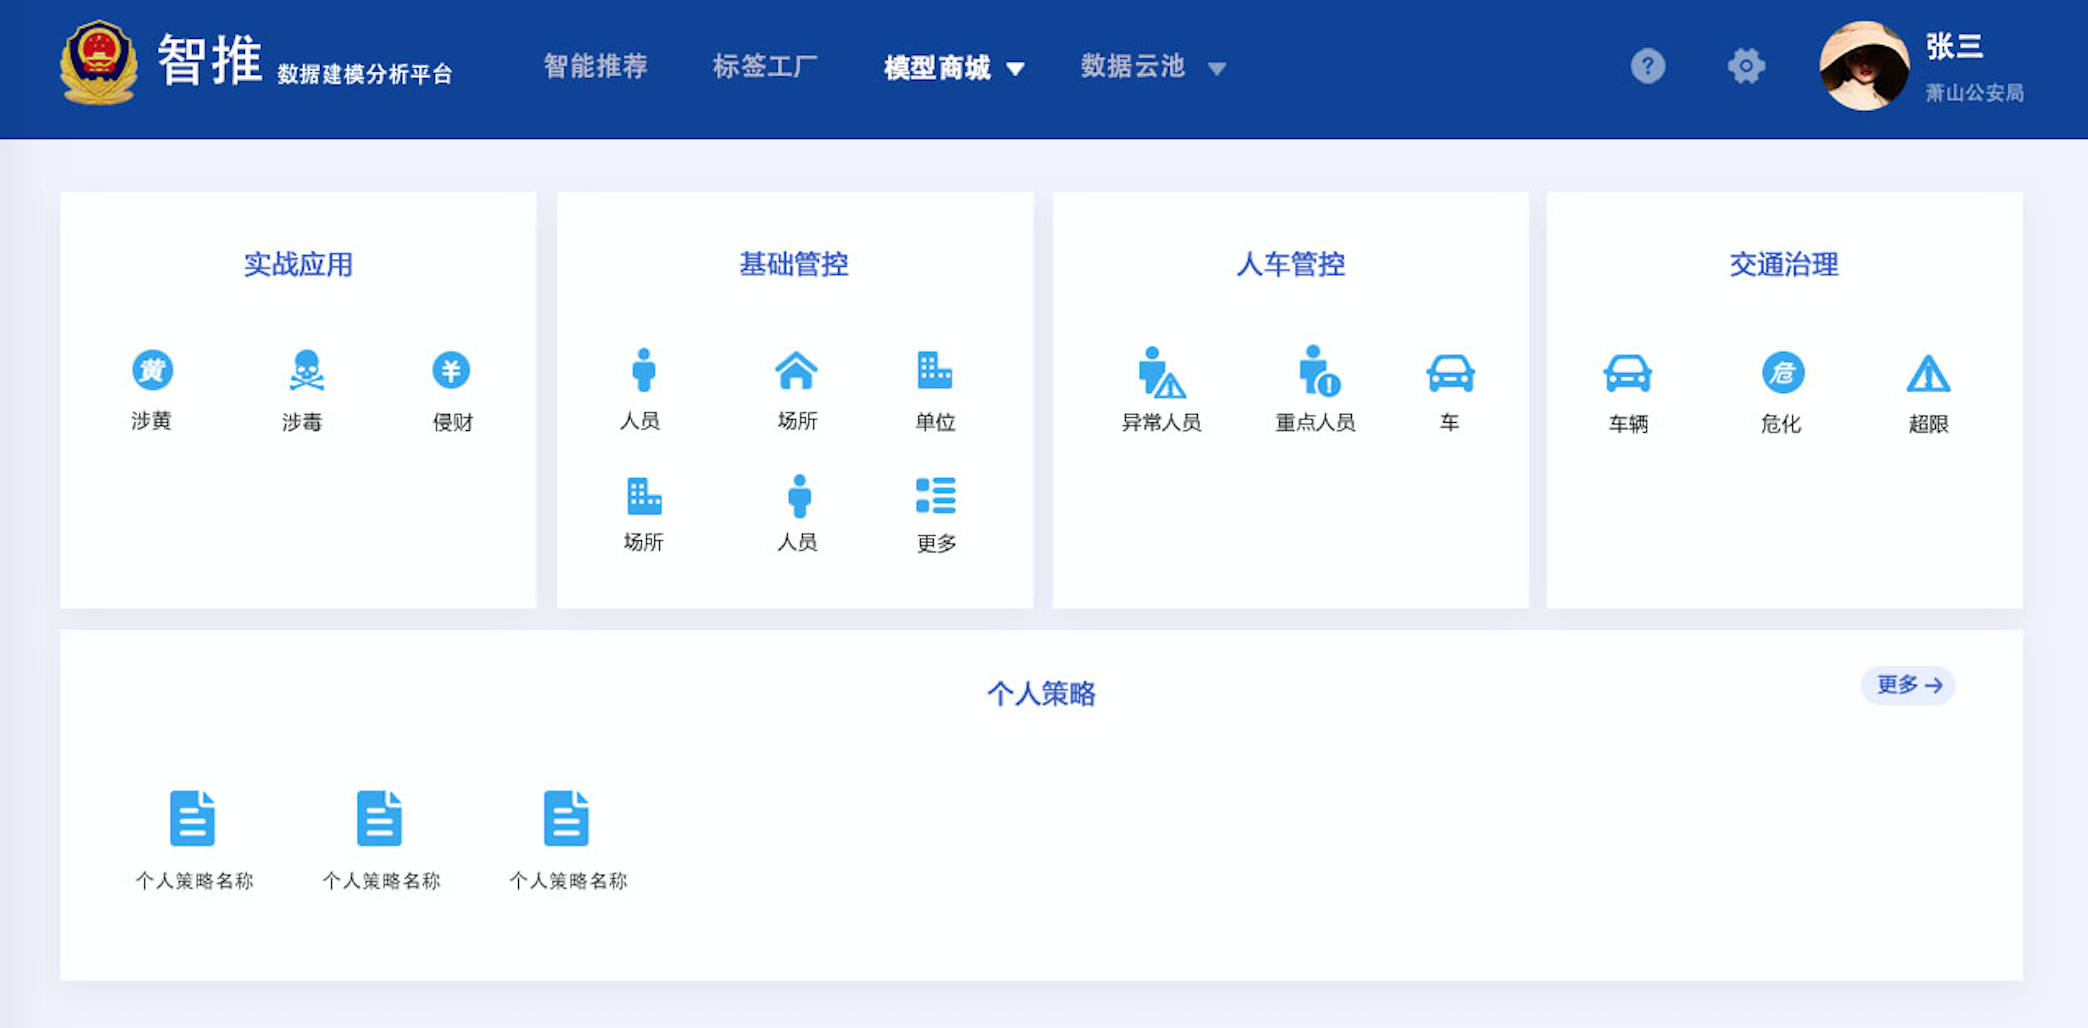 智推 数据建模分析平台 智能推荐 标签工厂 模型商城 数据云池 ? 张三
萧山公安局
实战应用 基础管控 人车管控 交通治理
黄 ¥ 危
涉黄 涉毒 侵财 人员 场所 单位 异常人员 重点人员 车 车辆 危化 超限
场所 人员 更多
个人策略 更多→
个人策略名称 个人策略名称 个人策略名称